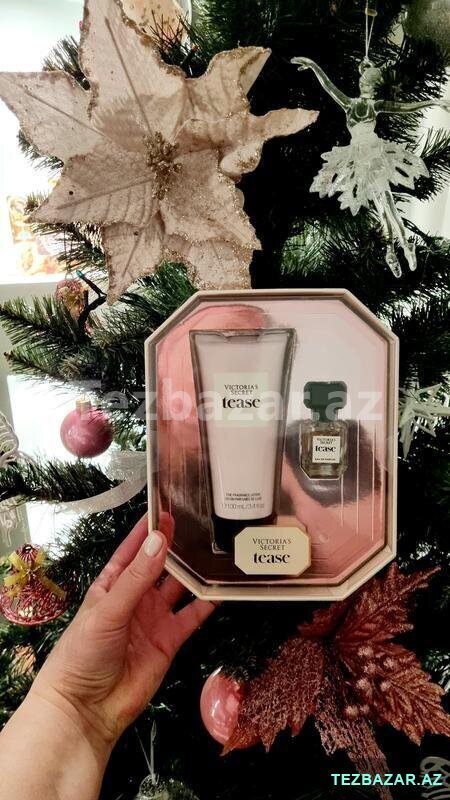 VICTORIA'S
SECRET
tease
FINE FRAGRANCE LOTION
100 mL/3.4 fl oz
VICTORIA'S
SECRET
tease
EAU DE PARFUM
VICTORIA'S
SECRET
tease
Tezbazar.az
TEZBAZAR.AZ